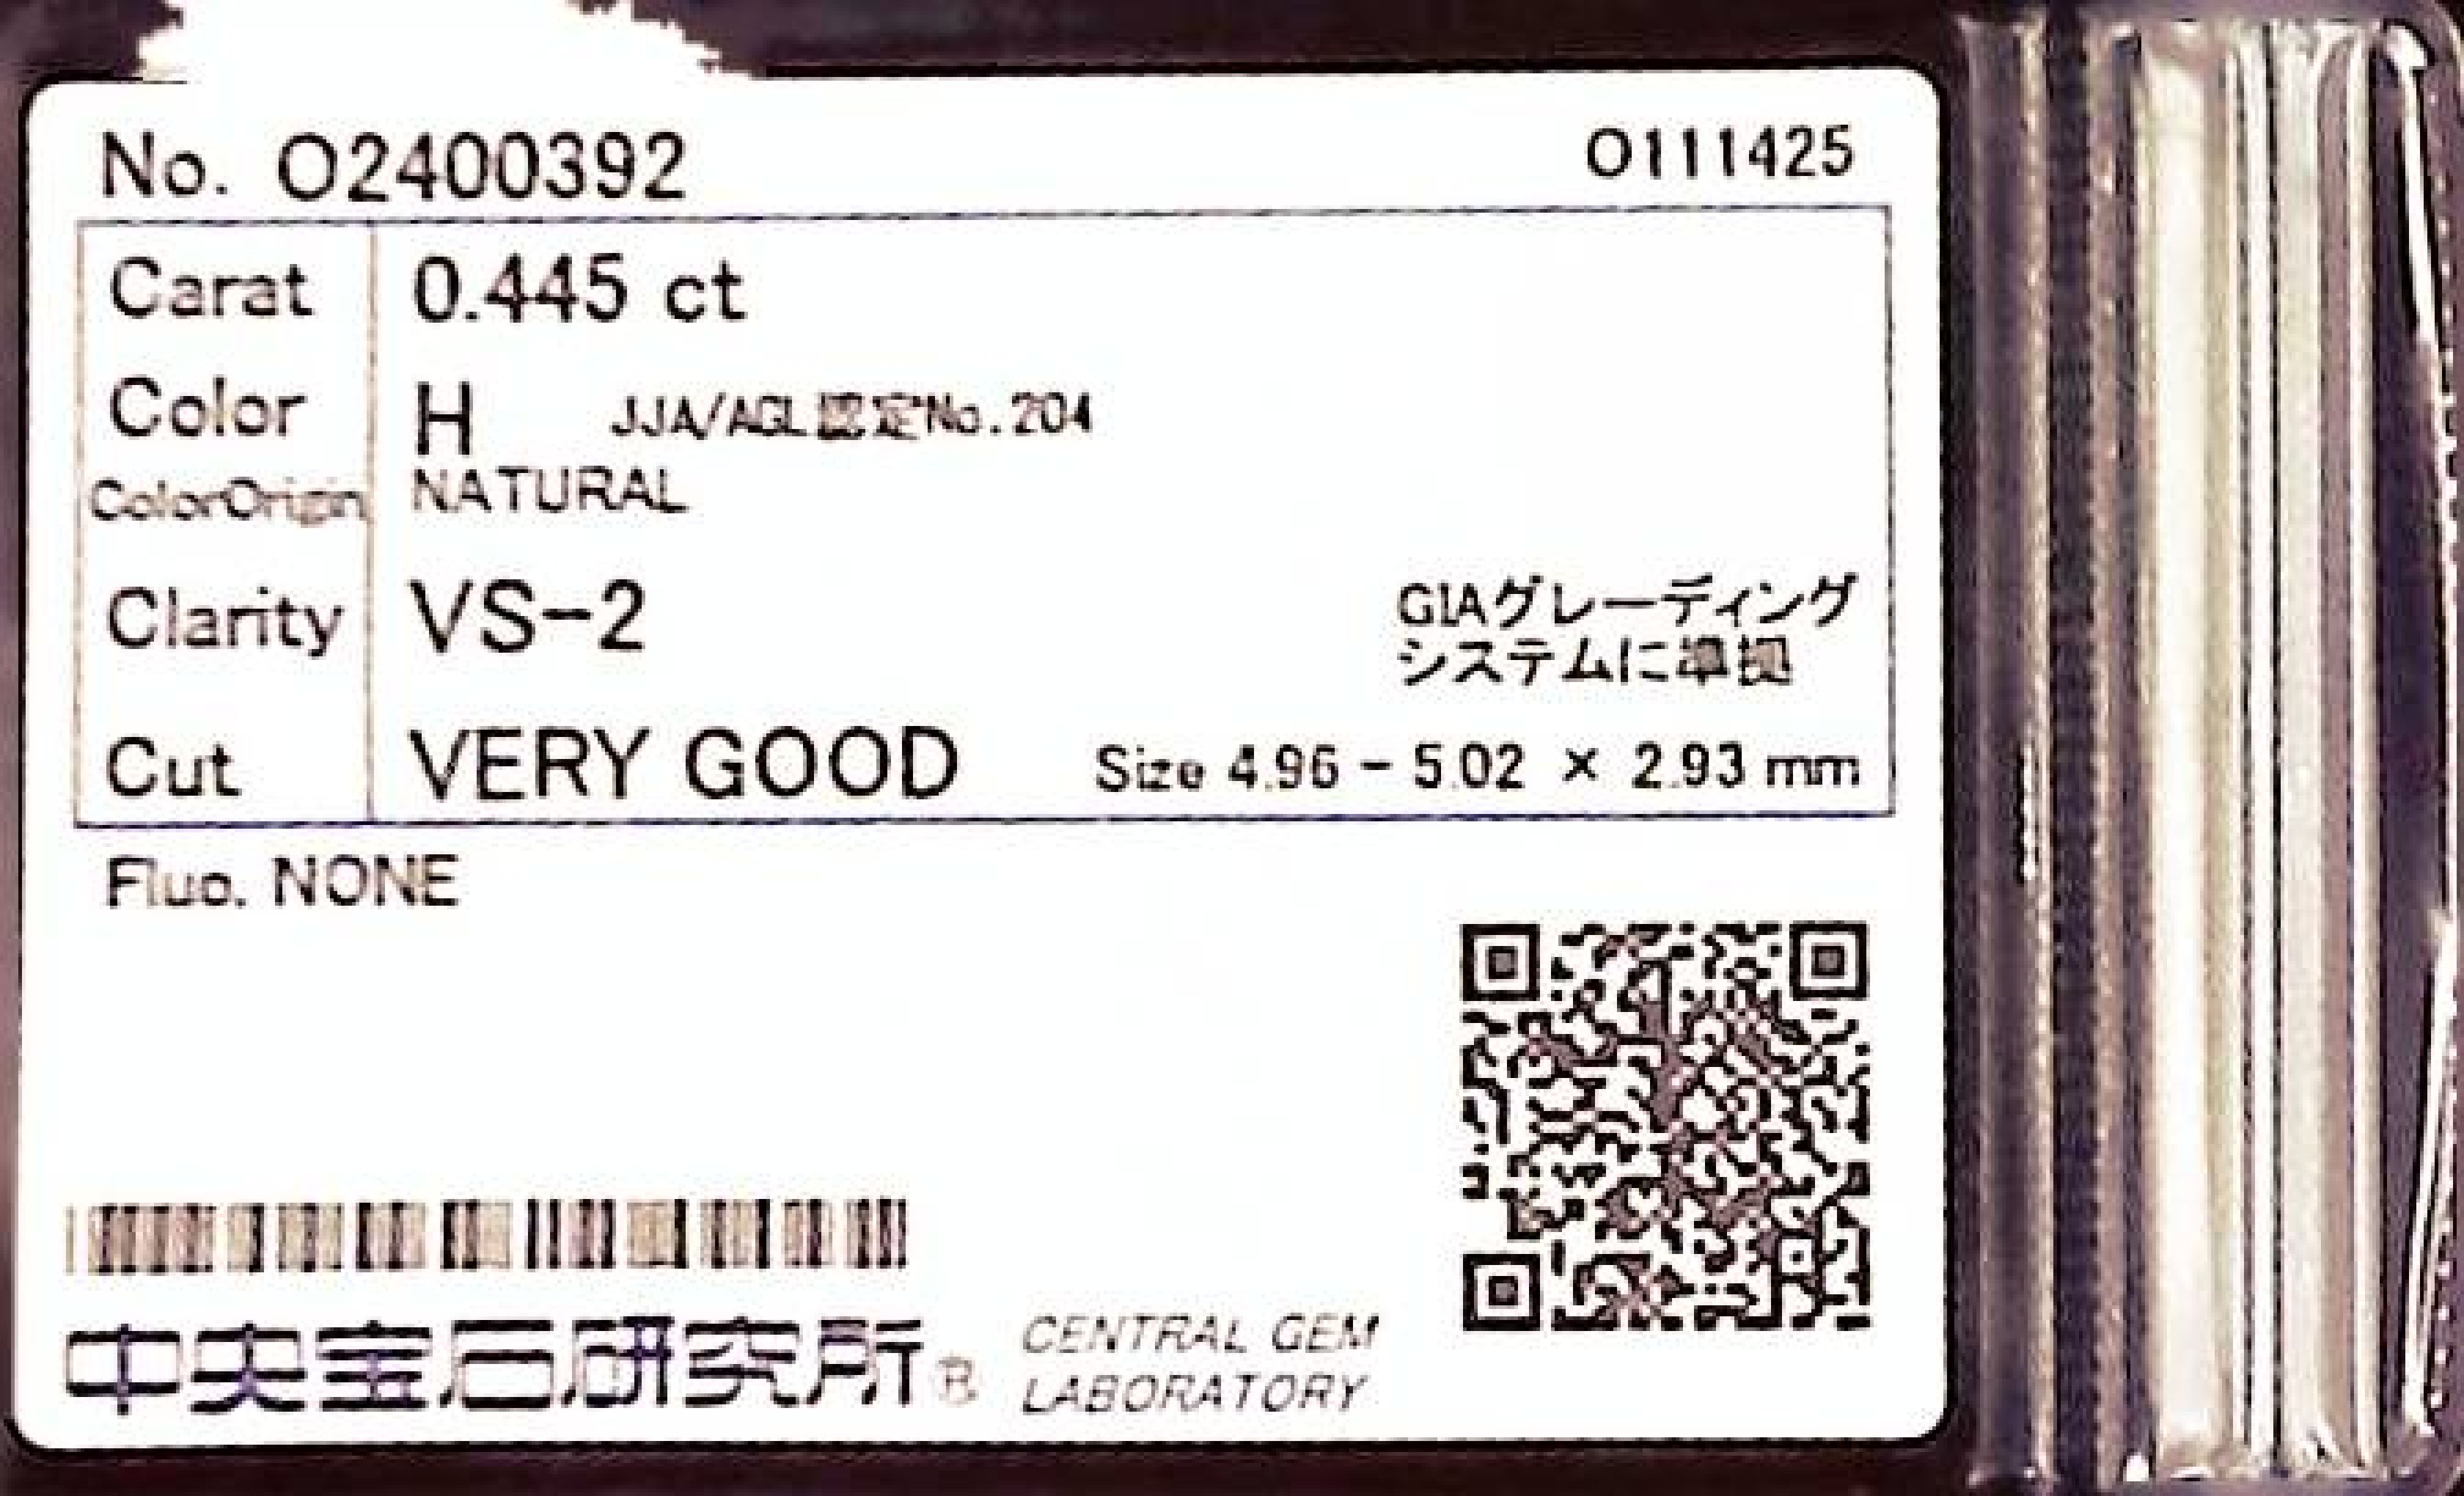 No. O2400392 O111425
Carat 0.445 ct
Color H JJA/AGL認定No.204
ColorOrigin NATURAL
Clarity VS-2
GIAグレーディング
システムに準拠
Cut VERY GOOD Size 4.96 - 5.02 × 2.93 mm
Fluo. NONE
中央宝石研究所® CENTRAL GEM
LABORATORY